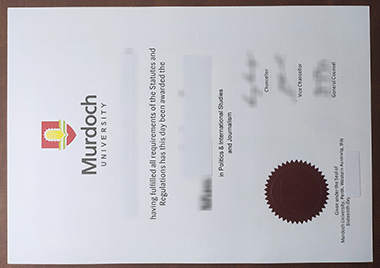 Murdoch
UNIVERSITY
having fulfilled all requirements of the Statutes and
Regulations has this day been awarded the
in Politics & International Studies
and Journalism
Chancellor
Vice Chancellor
General Counsel
Given under the Seal of
Murdoch University, Perth, Western Australia, this